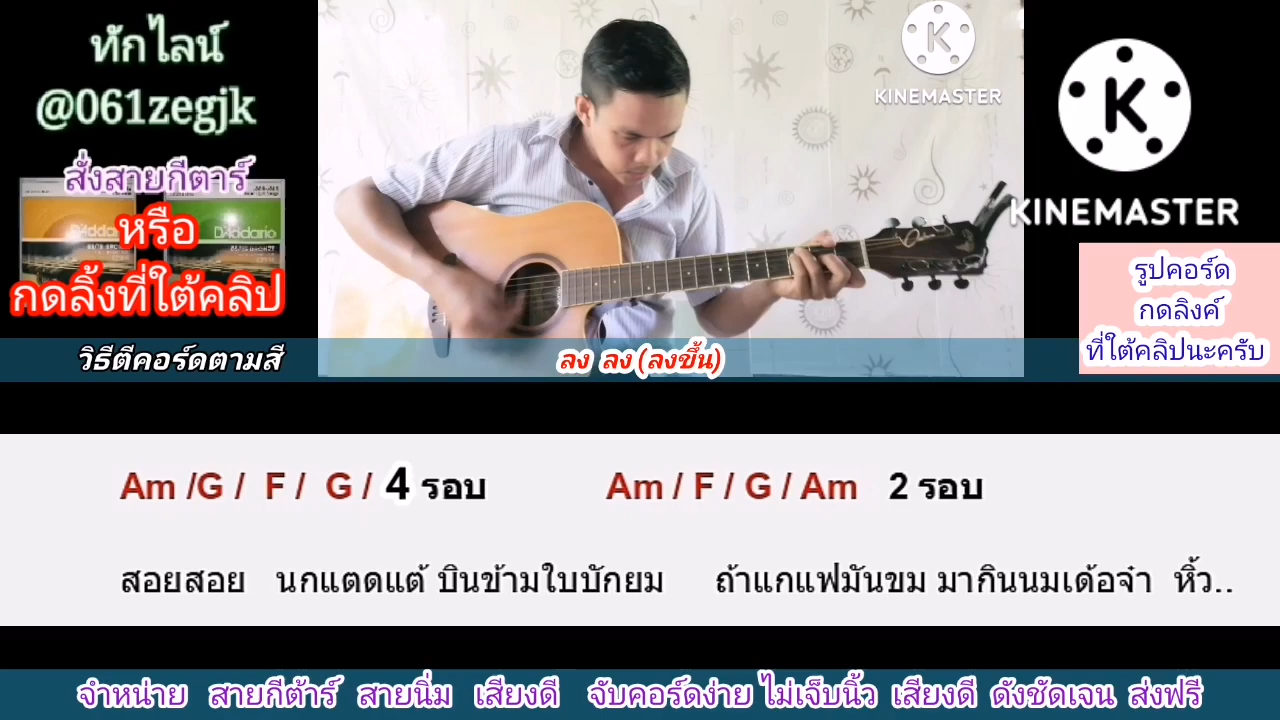 ทักไลน์
@061zegjk
สั่งสายกีตาร์
หรือ
กดลิ้งที่ใต้คลิป
D'Addario
D'Addario
KINEMASTER
K
KINEMASTER
รูปคอร์ด
กดลิงค์
ที่ใต้คลิปนะครับ
วิธีตีคอร์ดตามสี
ลง ลง (ลงขึ้น)
Am /G / F / G / 4 รอบ Am / F / G / Am 2 รอบ
สอยสอย นกแตดแต้ บินข้ามใบบักยม ถ้าแกแฟมันขม มากินนมเด้อจ๋า หิ้ว..
จำหน่าย สายกีต้าร์ สายนิ่ม เสียงดี จับคอร์ดง่าย ไม่เจ็บนิ้ว เสียงดี ดังชัดเจน ส่งฟรี